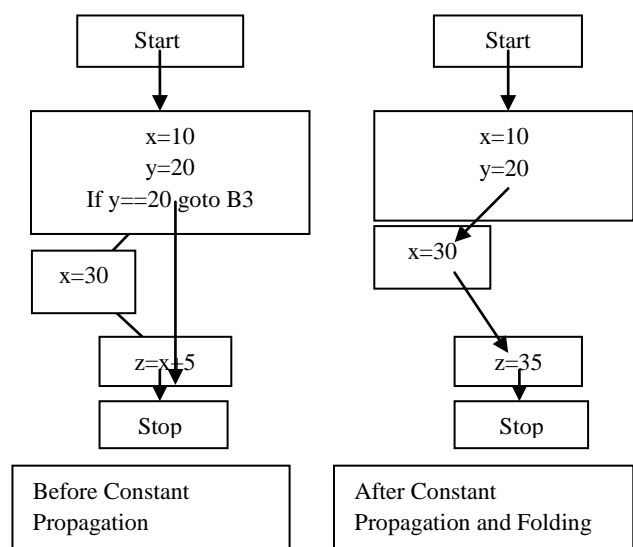 Start
x=10
y=20
If y==20 goto B3
x=30
z=x+5
Stop
Before Constant
Propagation
Start
x=10
y=20
x=30
z=35
Stop
After Constant
Propagation and Folding